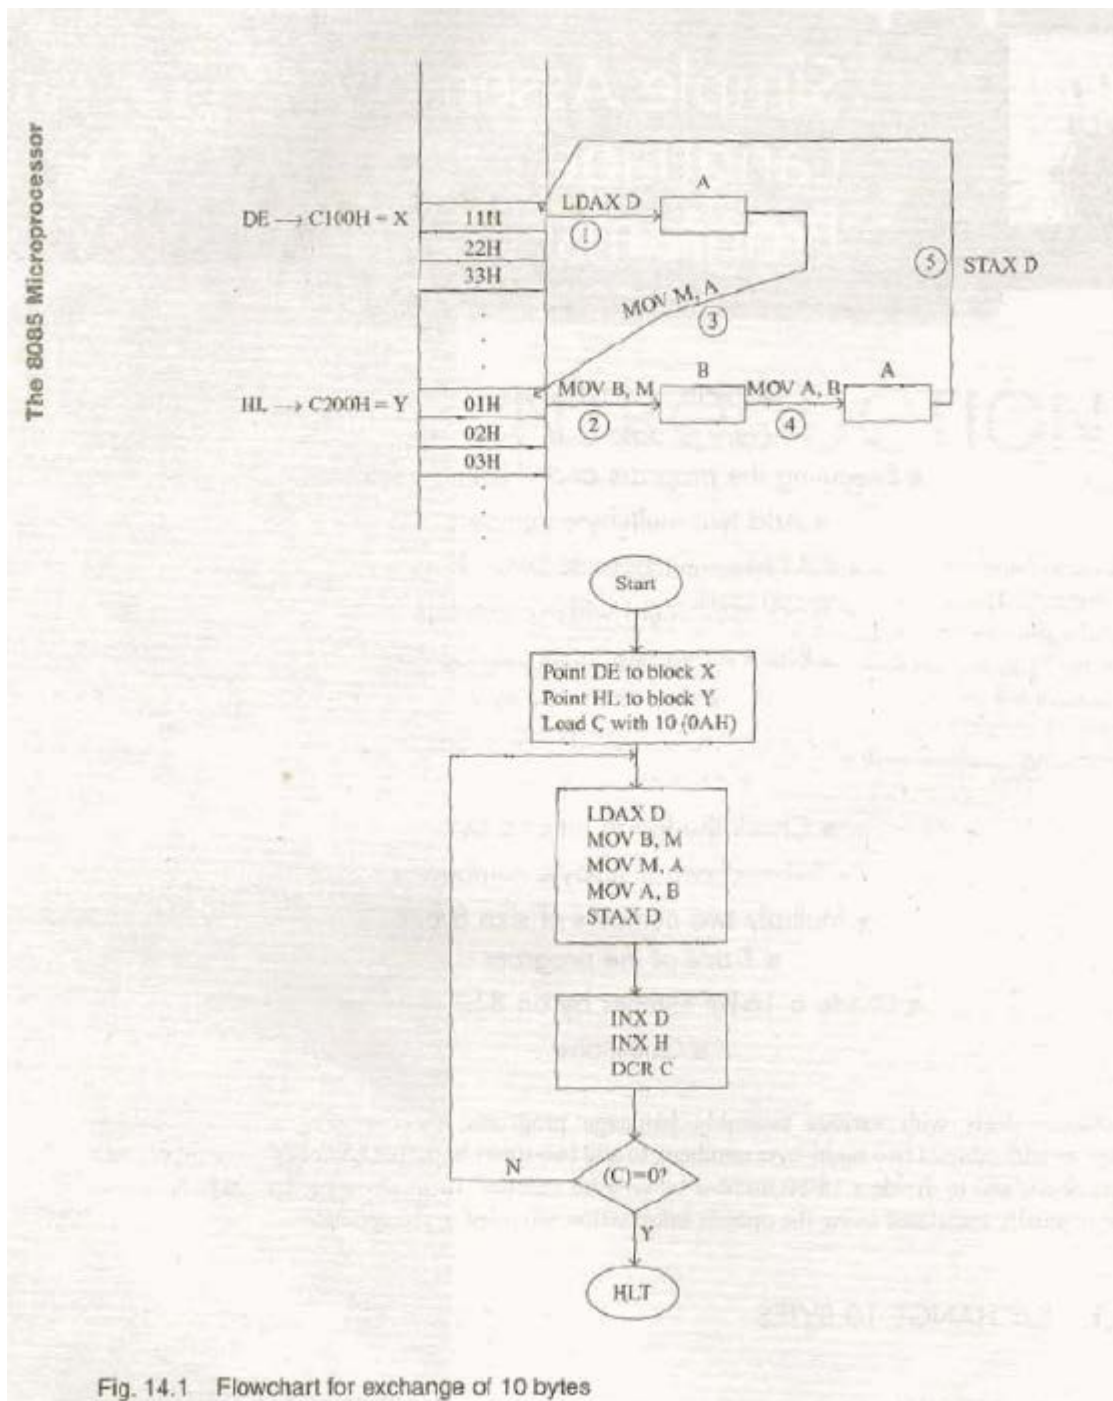 The 8085 Microprocessor
A
DE → C100H = X
11H
LDAX D
1
22H
33H
5
STAX D
MOV M, A
3
B
A
HL → C200H = Y
01H
MOV B, M
2
MOV A, B
4
02H
03H
Start
Point DE to block X
Point HL to block Y
Load C with 10 (0AH)
LDAX D
MOV B, M
MOV M, A
MOV A, B
STAX D
INX D
INX H
DCR C
N
(C)=0?
Y
HLT
Fig. 14.1 Flowchart for exchange of 10 bytes